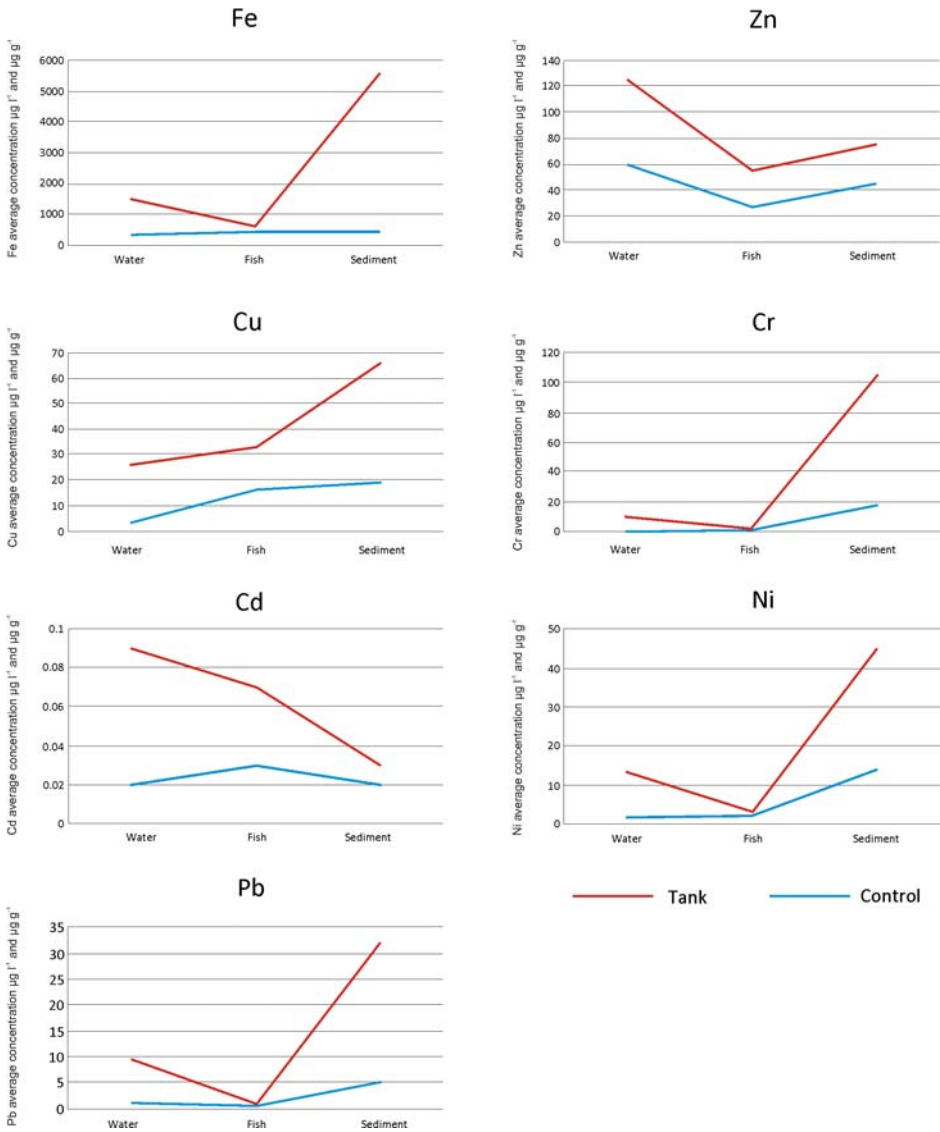 Fe
Fe average concentration µg l⁻¹ and µg g⁻¹
6000
5000
4000
3000
2000
1000
0
Water Fish Sediment
Zn
Zn average concentration µg l⁻¹ and µg g⁻¹
140
120
100
80
60
40
20
0
Water Fish Sediment
Cu
Cu average concentration µg l⁻¹ and µg g⁻¹
70
60
50
40
30
20
10
0
Water Fish Sediment
Cr
Cr average concentration µg l⁻¹ and µg g⁻¹
120
100
80
60
40
20
0
Water Fish Sediment
Cd
Cd average concentration µg l⁻¹ and µg g⁻¹
0.1
0.08
0.06
0.04
0.02
0
Water Fish Sediment
Ni
Ni average concentration µg l⁻¹ and µg g⁻¹
50
40
30
20
10
0
Water Fish Sediment
Tank Control
Pb
Pb average concentration µg l⁻¹ and µg g⁻¹
35
30
25
20
15
10
5
0
Water Fish Sediment